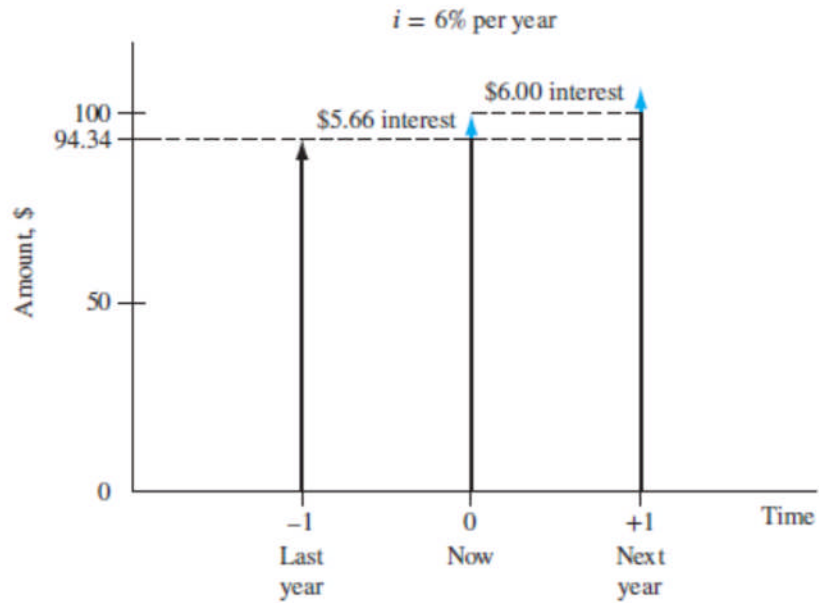 i = 6% per year
$6.00 interest
100
$5.66 interest
94.34
Amount, $
50
0
–1
0
+1
Time
Last
year
Now
Next
year